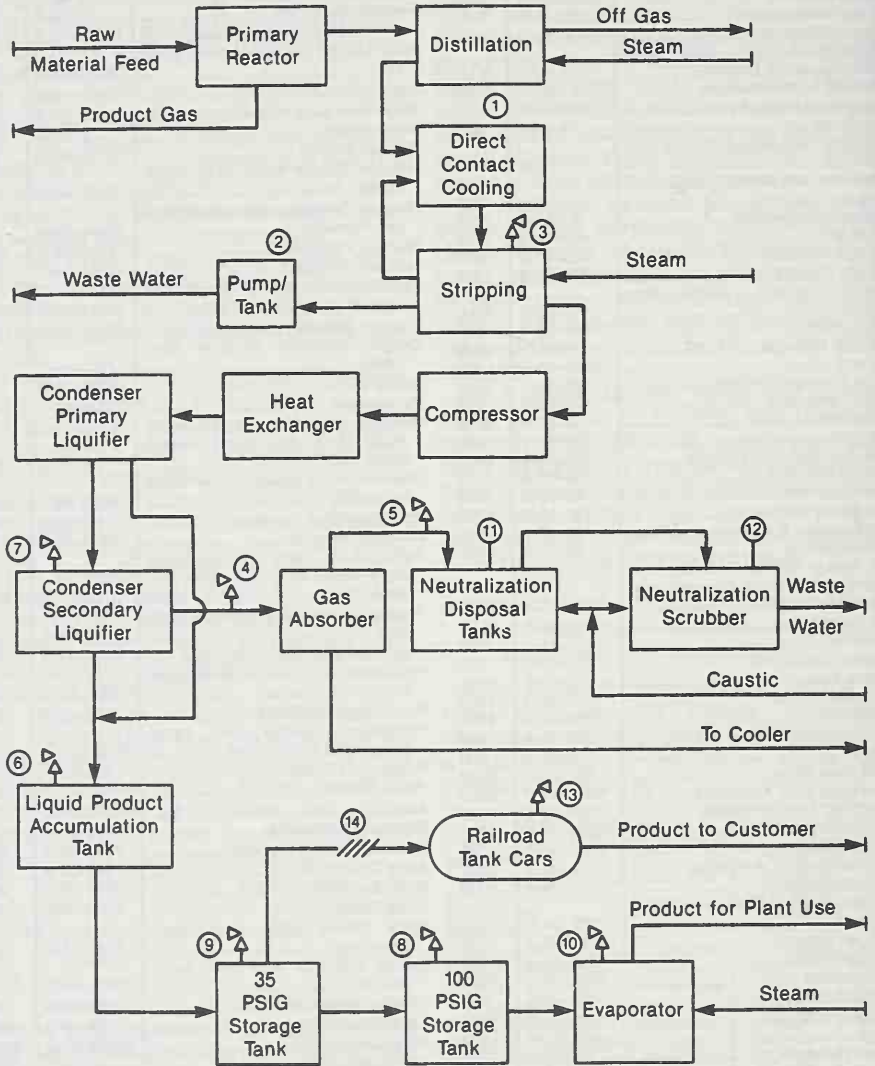 Raw
Material Feed
Primary
Reactor
Distillation
Off Gas
Steam
Product Gas
1
Direct
Contact
Cooling
2
3
Waste Water
Pump/
Tank
Stripping
Steam
Condenser
Primary
Liquifier
Heat
Exchanger
Compressor
5
11
12
7
4
Condenser
Secondary
Liquifier
Gas
Absorber
Neutralization
Disposal
Tanks
Neutralization
Scrubber
Waste
Water
Caustic
To Cooler
6
Liquid Product
Accumulation
Tank
14
13
Railroad
Tank Cars
Product to Customer
Product for Plant Use
9
8
10
35
PSIG
Storage
Tank
100
PSIG
Storage
Tank
Evaporator
Steam